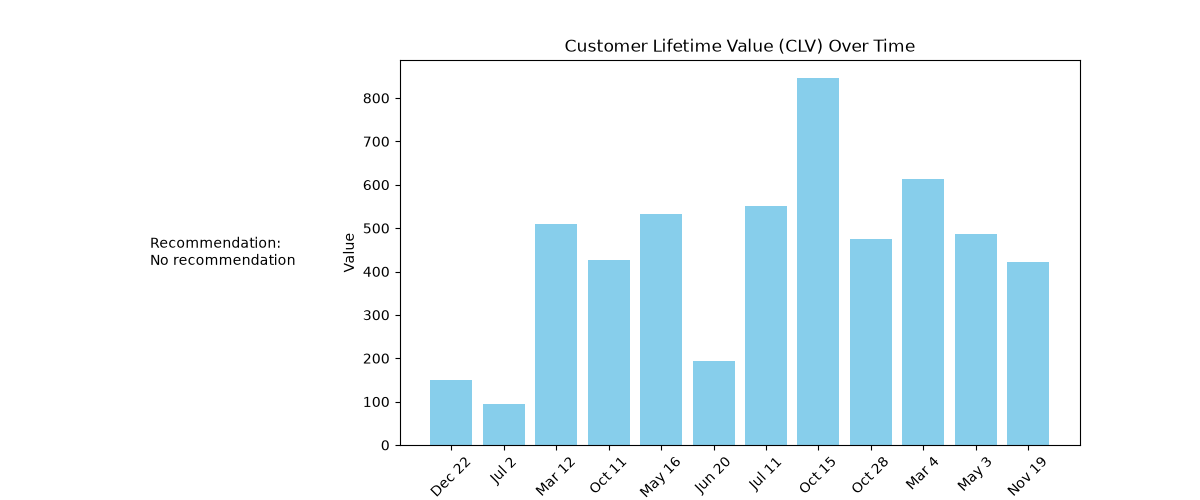 Customer Lifetime Value (CLV) Over Time
Recommendation:
No recommendation
Value
800
700
600
500
400
300
200
100
0
Dec 22
Jul 2
Mar 12
Oct 11
May 16
Jun 20
Jul 11
Oct 15
Oct 28
Mar 4
May 3
Nov 19